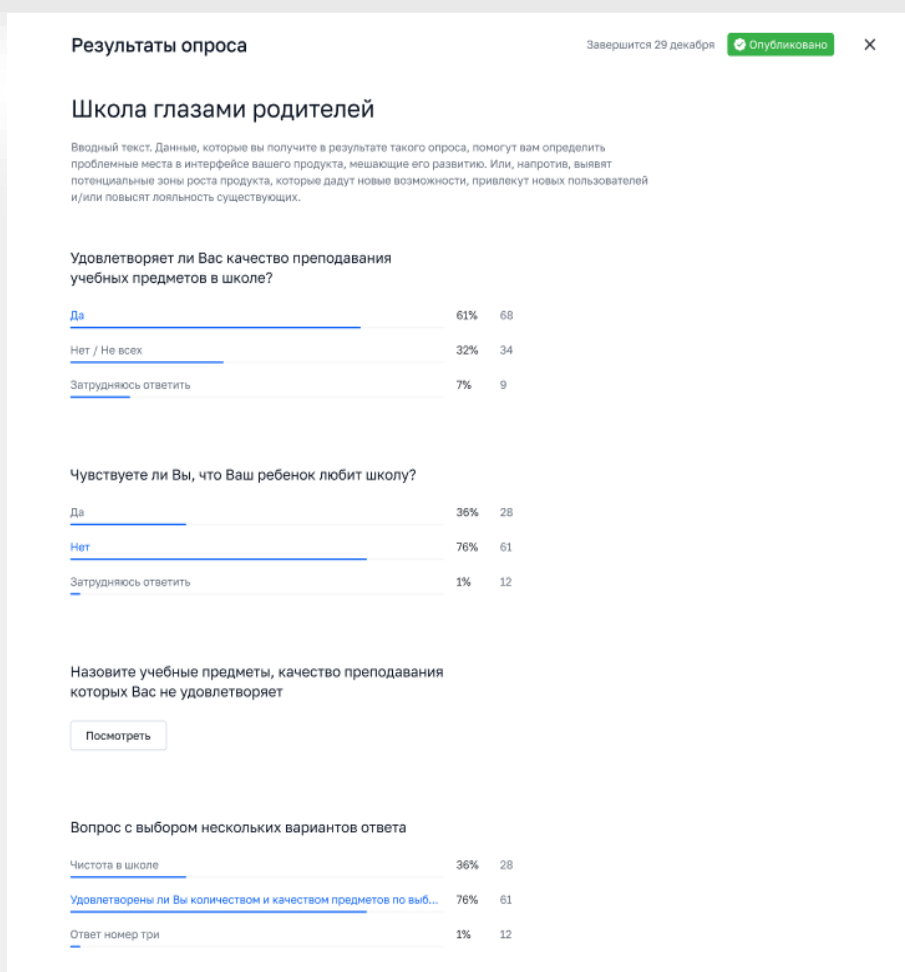 Результаты опроса
Завершится 29 декабря
Опубликовано
Школа глазами родителей
Вводный текст. Данные, которые вы получите в результате такого опроса, помогут вам определить
проблемные места в интерфейсе вашего продукта, мешающие его развитию. Или, напротив, выявят
потенциальные зоны роста продукта, которые дадут новые возможности, привлекут новых пользователей
и/или повысят лояльность существующих.
Удовлетворяет ли Вас качество преподавания
учебных предметов в школе?
Да 61% 68
Нет / Не всех 32% 34
Затрудняюсь ответить 7% 9
Чувствуете ли Вы, что Ваш ребенок любит школу?
Да 36% 28
Нет 76% 61
Затрудняюсь ответить 1% 12
Назовите учебные предметы, качество преподавания
которых Вас не удовлетворяет
Посмотреть
Вопрос с выбором нескольких вариантов ответа
Чистота в школе 36% 28
Удовлетворены ли Вы количеством и качеством предметов по выб... 76% 61
Ответ номер три 1% 12